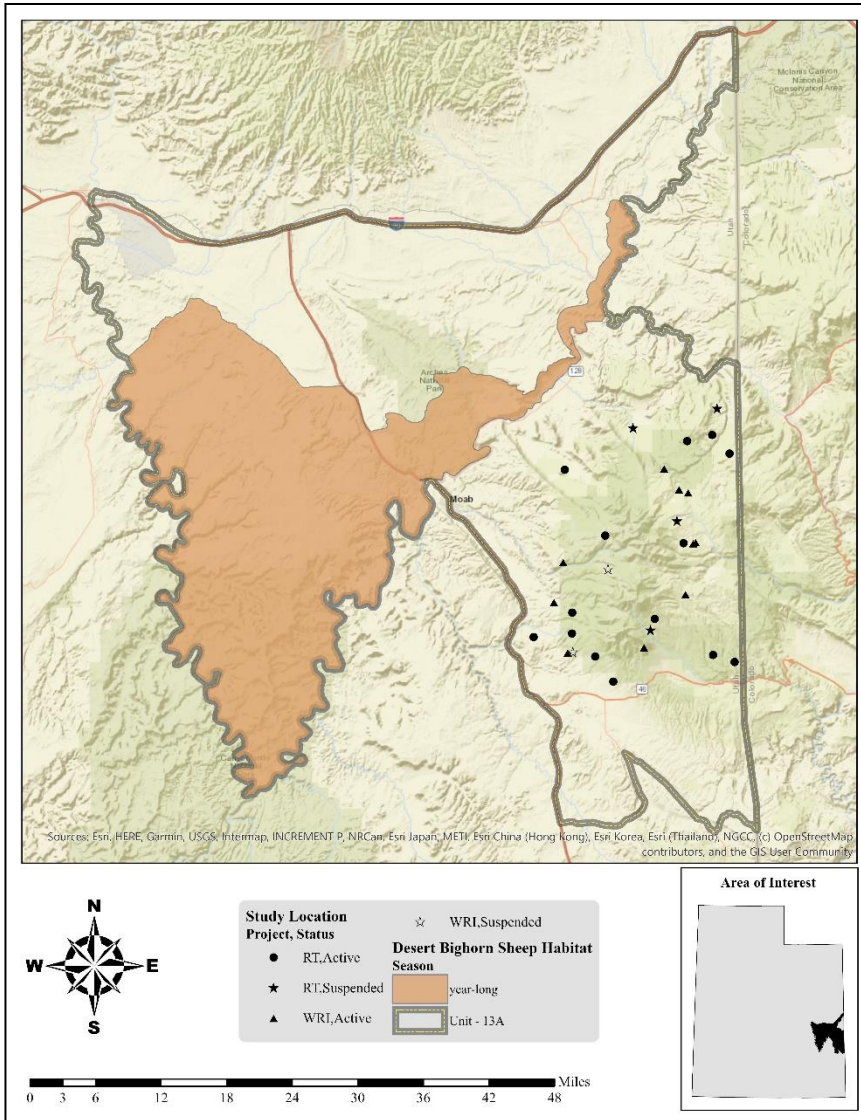 McInnis Canyon
National
Conservation Area
Utah
Colorado
Arches
National
Park
128
Moab
Utah
Colorado
46
Sources: Esri, HERE, Garmin, USGS, Intermap, INCREMENT P, NRCan, Esri Japan, METI, Esri China (Hong Kong), Esri Korea, Esri (Thailand), NGCC, (c) OpenStreetMap
contributors, and the GIS User Community
N
W
E
S
Study Location
Project, Status
RT,Active
RT,Suspended
WRI,Active
WRI,Suspended
Desert Bighorn Sheep Habitat
Season
year-long
Unit - 13A
Area of Interest
Miles
0 3 6 12 18 24 30 36 42 48